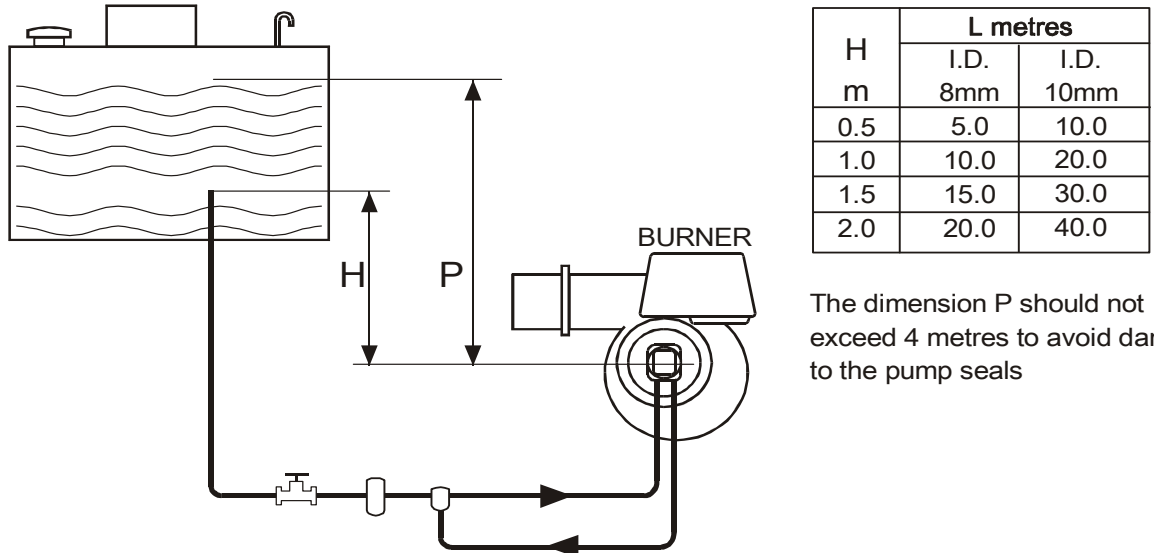 H
P
BURNER
H
m
L metres
I.D.
8mm
I.D.
10mm
0.5 5.0 10.0
1.0 10.0 20.0
1.5 15.0 30.0
2.0 20.0 40.0
The dimension P should not
exceed 4 metres to avoid
to the pump seals